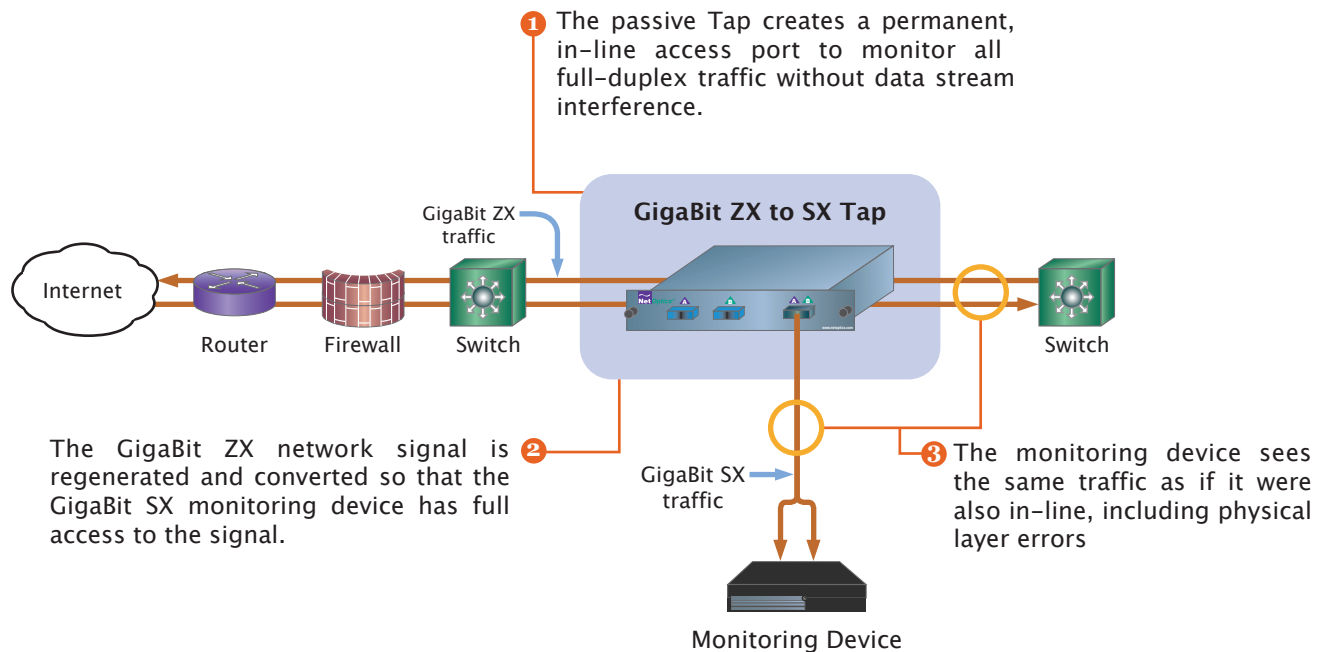 1 The passive Tap creates a permanent,
in-line access port to monitor all
full-duplex traffic without data stream
interference.
GigaBit ZX to SX Tap
GigaBit ZX
traffic
Internet
Router
Firewall
Switch
A
B
A B
www.netoptics.com
Switch
2
The GigaBit ZX network signal is
regenerated and converted so that the
GigaBit SX monitoring device has full
access to the signal.
GigaBit SX
traffic
3 The monitoring device sees
the same traffic as if it were
also in-line, including physical
layer errors
Monitoring Device